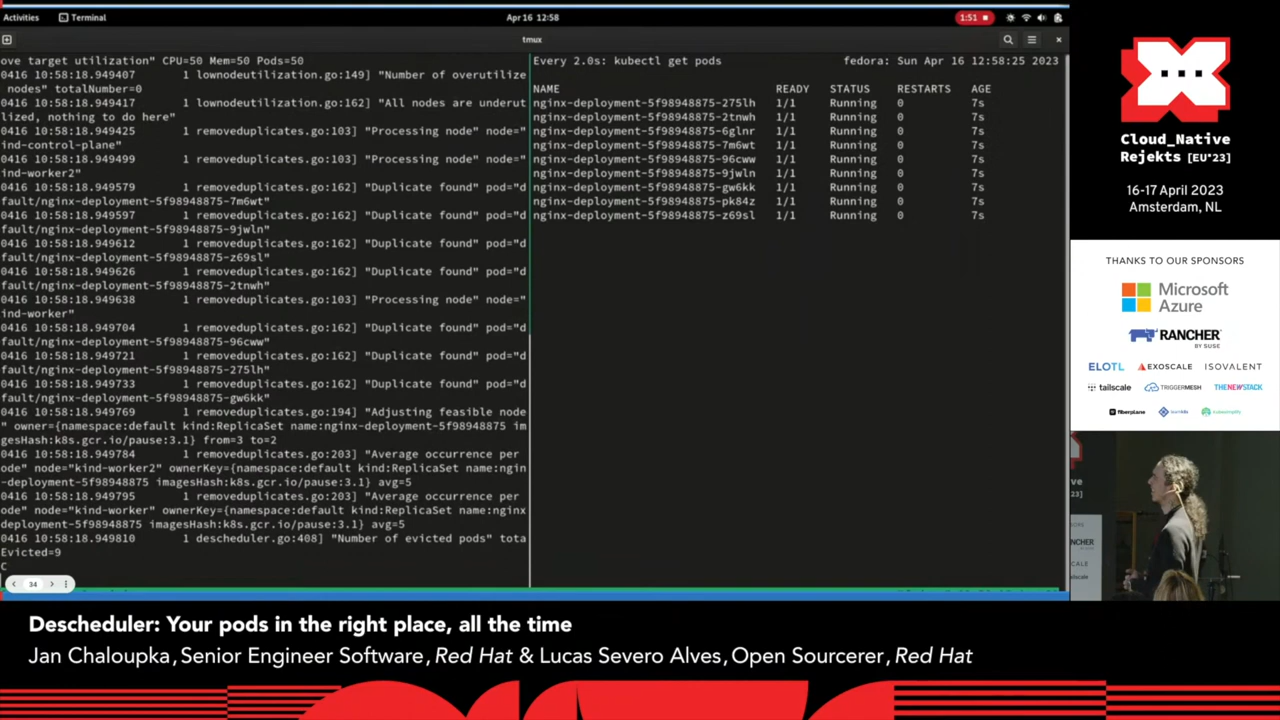 Activities Terminal Apr 16 12:58 1:51
tmux
ove target utilization" CPU=50 Mem=50 Pods=50
0416 10:58:18.949407 1 lownodeutilization.go:149] "Number of overutilize
nodes" totalNumber=0
0416 10:58:18.949417 1 lownodeutilization.go:162] "All nodes are underut
lized, nothing to do here"
0416 10:58:18.949425 1 removeduplicates.go:103] "Processing node" node="
ind-control-plane"
0416 10:58:18.949499 1 removeduplicates.go:103] "Processing node" node="
ind-worker2"
0416 10:58:18.949579 1 removeduplicates.go:162] "Duplicate found" pod="d
fault/nginx-deployment-5f98948875-7m6wt"
0416 10:58:18.949597 1 removeduplicates.go:162] "Duplicate found" pod="d
fault/nginx-deployment-5f98948875-9jwln"
0416 10:58:18.949612 1 removeduplicates.go:162] "Duplicate found" pod="d
fault/nginx-deployment-5f98948875-z69sl"
0416 10:58:18.949626 1 removeduplicates.go:162] "Duplicate found" pod="d
fault/nginx-deployment-5f98948875-2tnwh"
0416 10:58:18.949638 1 removeduplicates.go:103] "Processing node" node="
ind-worker"
0416 10:58:18.949704 1 removeduplicates.go:162] "Duplicate found" pod="d
fault/nginx-deployment-5f98948875-96cww"
0416 10:58:18.949721 1 removeduplicates.go:162] "Duplicate found" pod="d
fault/nginx-deployment-5f98948875-275lh"
0416 10:58:18.949733 1 removeduplicates.go:162] "Duplicate found" pod="d
fault/nginx-deployment-5f98948875-gw6kk"
0416 10:58:18.949769 1 removeduplicates.go:194] "Adjusting feasible node
" owner={namespace:default kind:ReplicaSet name:nginx-deployment-5f98948875 im
gesHash:k8s.gcr.io/pause:3.1} from=3 to=2
0416 10:58:18.949784 1 removeduplicates.go:203] "Average occurrence per
ode" node="kind-worker2" ownerKey={namespace:default kind:ReplicaSet name:ngin
-deployment-5f98948875 imagesHash:k8s.gcr.io/pause:3.1} avg=5
0416 10:58:18.949795 1 removeduplicates.go:203] "Average occurrence per
ode" node="kind-worker" ownerKey={namespace:default kind:ReplicaSet name:nginx
deployment-5f98948875 imagesHash:k8s.gcr.io/pause:3.1} avg=5
0416 10:58:18.949810 1 descheduler.go:408] "Number of evicted pods" tota
Evicted=9
C
34
Every 2.0s: kubectl get pods fedora: Sun Apr 16 12:58:25 2023
NAME READY STATUS RESTARTS AGE
nginx-deployment-5f98948875-275lh 1/1 Running 0 7s
nginx-deployment-5f98948875-2tnwh 1/1 Running 0 7s
nginx-deployment-5f98948875-6glnr 1/1 Running 0 7s
nginx-deployment-5f98948875-7m6wt 1/1 Running 0 7s
nginx-deployment-5f98948875-96cww 1/1 Running 0 7s
nginx-deployment-5f98948875-9jwln 1/1 Running 0 7s
nginx-deployment-5f98948875-gw6kk 1/1 Running 0 7s
nginx-deployment-5f98948875-pk84z 1/1 Running 0 7s
nginx-deployment-5f98948875-z69sl 1/1 Running 0 7s
Cloud_Native
Rejekts [EU'23]
16-17 April 2023
Amsterdam, NL
THANKS TO OUR SPONSORS
Microsoft
Azure
RANCHER
BY SUSE
ELOTL EXOSCALE ISOVALENT
tailscale TRIGGERMESH THENEWSTACK
fiberplane
Descheduler: Your pods in the right place, all the time
Jan Chaloupka, Senior Engineer Software, Red Hat & Lucas Severo Alves, Open Sourcerer, Red Hat